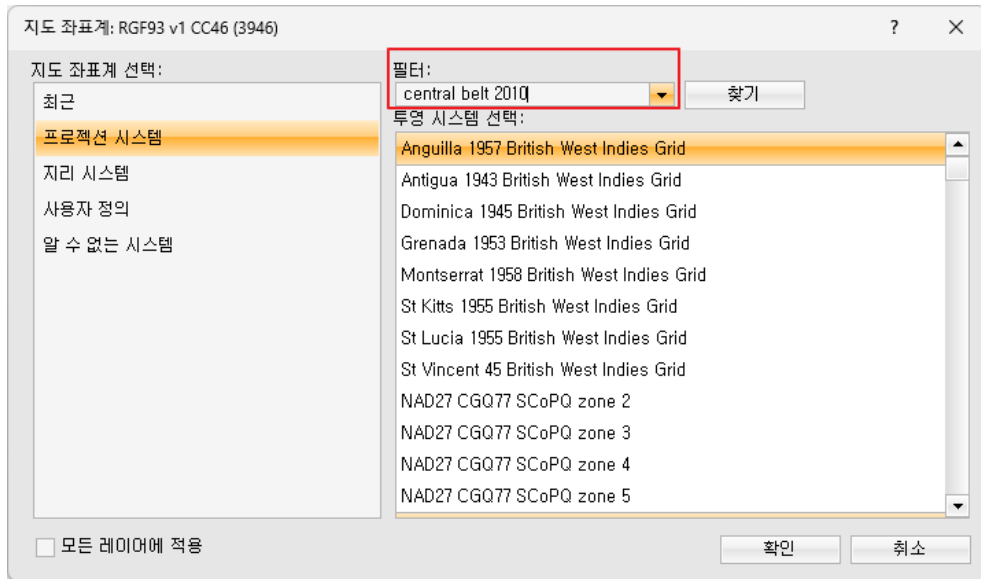 지도 좌표계: RGF93 v1 CC46 (3946)
지도 좌표계 선택:
최근
프로젝션 시스템
지리 시스템
사용자 정의
알 수 없는 시스템
필터:
central belt 2010
찾기
투영 시스템 선택:
Anguilla 1957 British West Indies Grid
Antigua 1943 British West Indies Grid
Dominica 1945 British West Indies Grid
Grenada 1953 British West Indies Grid
Montserrat 1958 British West Indies Grid
St Kitts 1955 British West Indies Grid
St Lucia 1955 British West Indies Grid
St Vincent 45 British West Indies Grid
NAD27 CGQ77 SCoPQ zone 2
NAD27 CGQ77 SCoPQ zone 3
NAD27 CGQ77 SCoPQ zone 4
NAD27 CGQ77 SCoPQ zone 5
모든 레이어에 적용
확인
취소